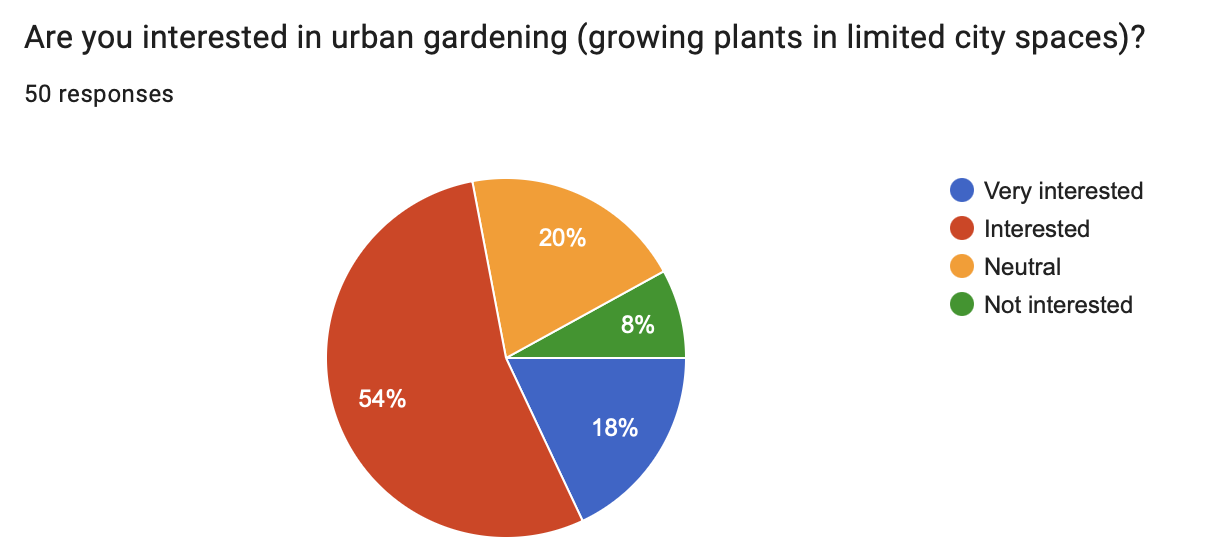 Are you interested in urban gardening (growing plants in limited city spaces)?
50 responses
20%
8%
54%
18%
Very interested
Interested
Neutral
Not interested